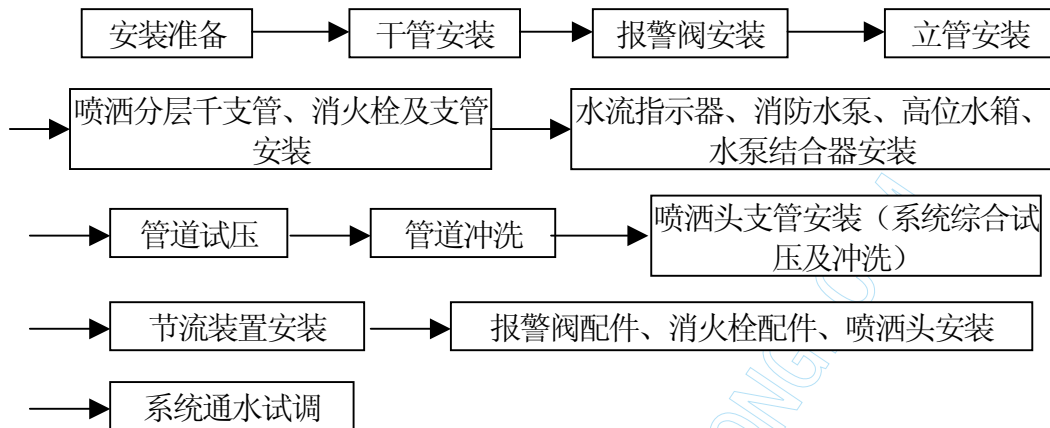 安装准备 干管安装 报警阀安装 立管安装
喷洒分层千支管、消火栓及支管
安装
水流指示器、消防水泵、高位水箱、
水泵结合器安装
管道试压 管道冲洗
喷洒头支管安装（系统综合试
压及冲洗）
节流装置安装 报警阀配件、消火栓配件、喷洒头安装
系统通水试调